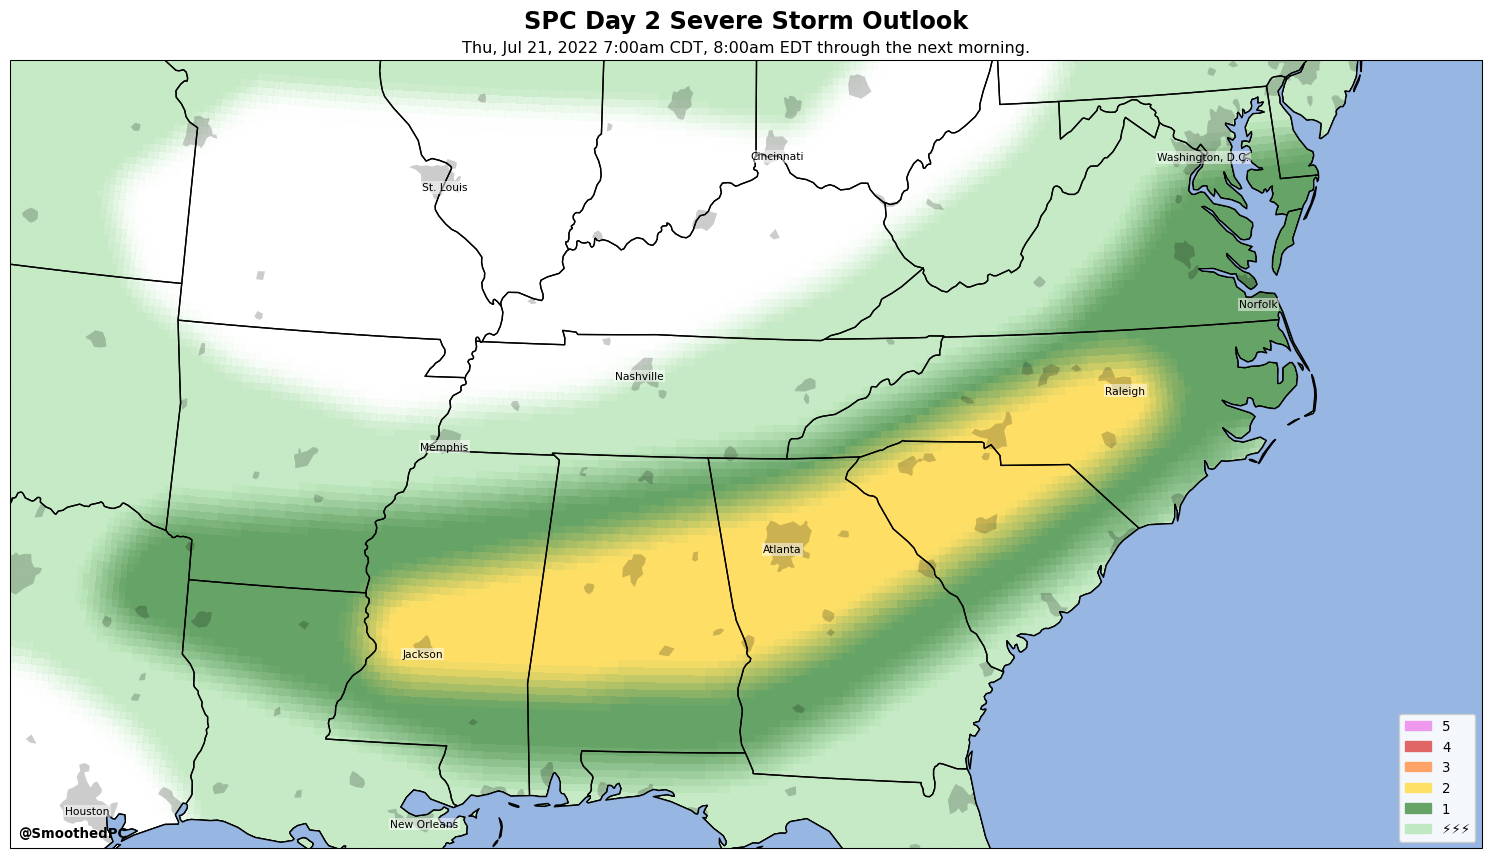 SPC Day 2 Severe Storm Outlook
Thu, Jul 21, 2022 7:00am CDT, 8:00am EDT through the next morning.
Cincinnati
Washington, D.C.
St. Louis
Norfolk
Nashville
Raleigh
Memphis
Atlanta
Jackson
5
4
3
2
1
⚡⚡⚡
Houston
New Orleans
@SmoothedPC